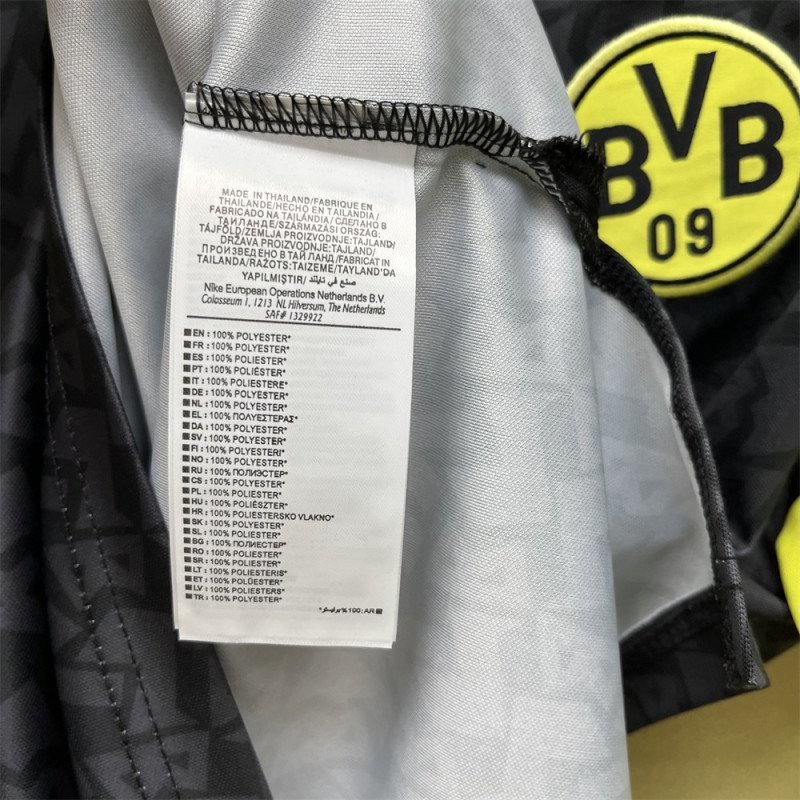 MADE IN THAILAND/FABRIQUE EN
THAILANDE/HECHO EN TAILANDIA/
FABRICADO NA TAILÂNDIA/СДЕЛАНО В
ТАИЛАНДЕ/SZÁRMAZÁSI ORSZÁG:
TÁJFÖLD/ZEMLJA PROIZVODNJE:TAJLAND/
DRŽAVA PROIZVODNJE:TAJLAND/
ПРОИЗВЕДЕНО В ТАЙЛАНД/FABRICAT IN
TAILANDA/RAŽOTS:TAIZEME/TAYLAND'DA
YAPILMIŞTIR/ صنع في تايلند
Nike European Operations Netherlands B.V.
Colosseum 1, 1213 NL Hilversum, The Netherlands
SAF# 1329922
EN : 100% POLYESTER*
FR : 100% POLYESTER*
ES : 100% POLIESTER*
PT : 100% POLIÉSTER*
IT : 100% POLIESTERE*
DE : 100% POLYESTER*
NL : 100% POLYESTER*
EL : 100% ΠΟΛΥΕΣΤΕΡΑΣ*
DA : 100% POLYESTER*
SV : 100% POLYESTER*
FI : 100% POLYESTERI*
NO : 100% POLYESTER*
RU : 100% ПОЛИЭСТЕР*
CS : 100% POLYESTER*
PL : 100% POLIESTER*
HU : 100% POLIÉSZTER*
HR : 100% POLIESTERSKO VLAKNO*
SK : 100% POLYESTER*
SL : 100% POLIESTER*
BG : 100% ПОЛИЕСТЕР*
RO : 100% POLIESTER*
SR : 100% POLIESTER*
LT : 100% POLIESTERIS*
ET : 100% POLÜESTER*
LV : 100% POLIESTERS*
TR : 100% POLYESTER*
AR: 100% بوليستر*
BVB
09